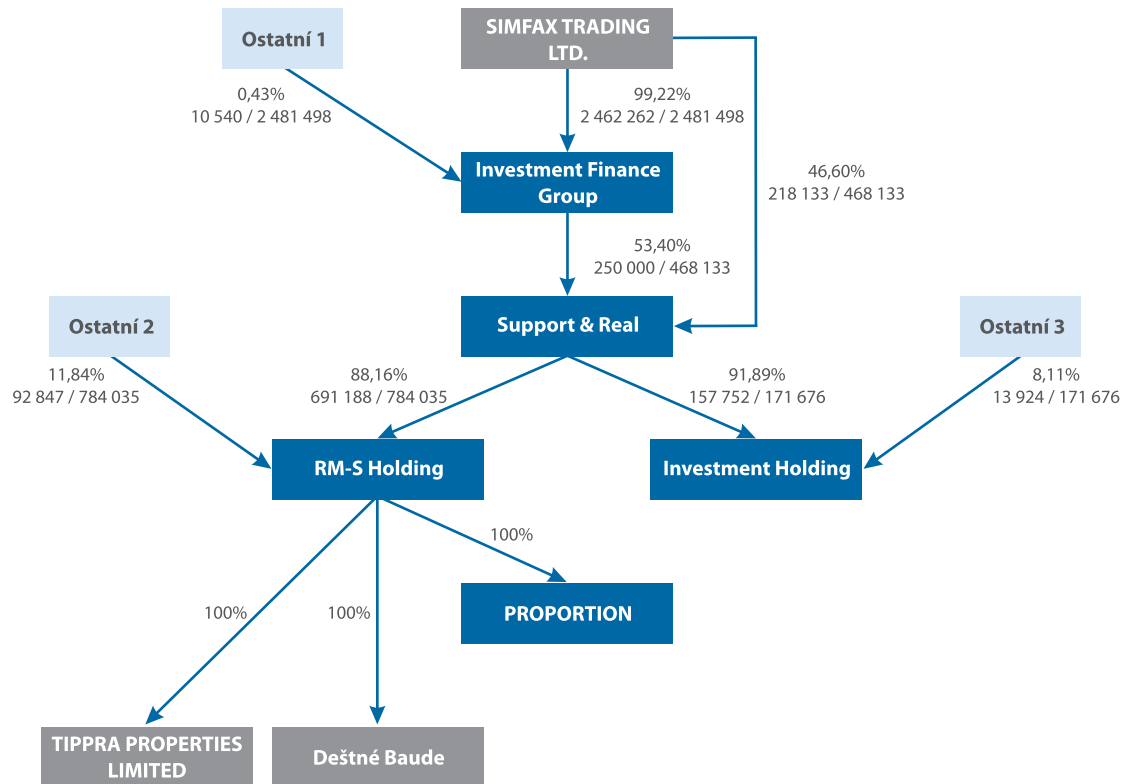 Ostatní 1
SIMFAX TRADING
LTD.
0,43%
10 540 / 2 481 498
99,22%
2 462 262 / 2 481 498
Investment Finance
Group
46,60%
218 133 / 468 133
53,40%
250 000 / 468 133
Ostatní 2
Support & Real
Ostatní 3
11,84%
92 847 / 784 035
88,16%
691 188 / 784 035
91,89%
157 752 / 171 676
8,11%
13 924 / 171 676
RM-S Holding
Investment Holding
100%
PROPORTION
100%
100%
TIPPRA PROPERTIES
LIMITED
Deštné Baude